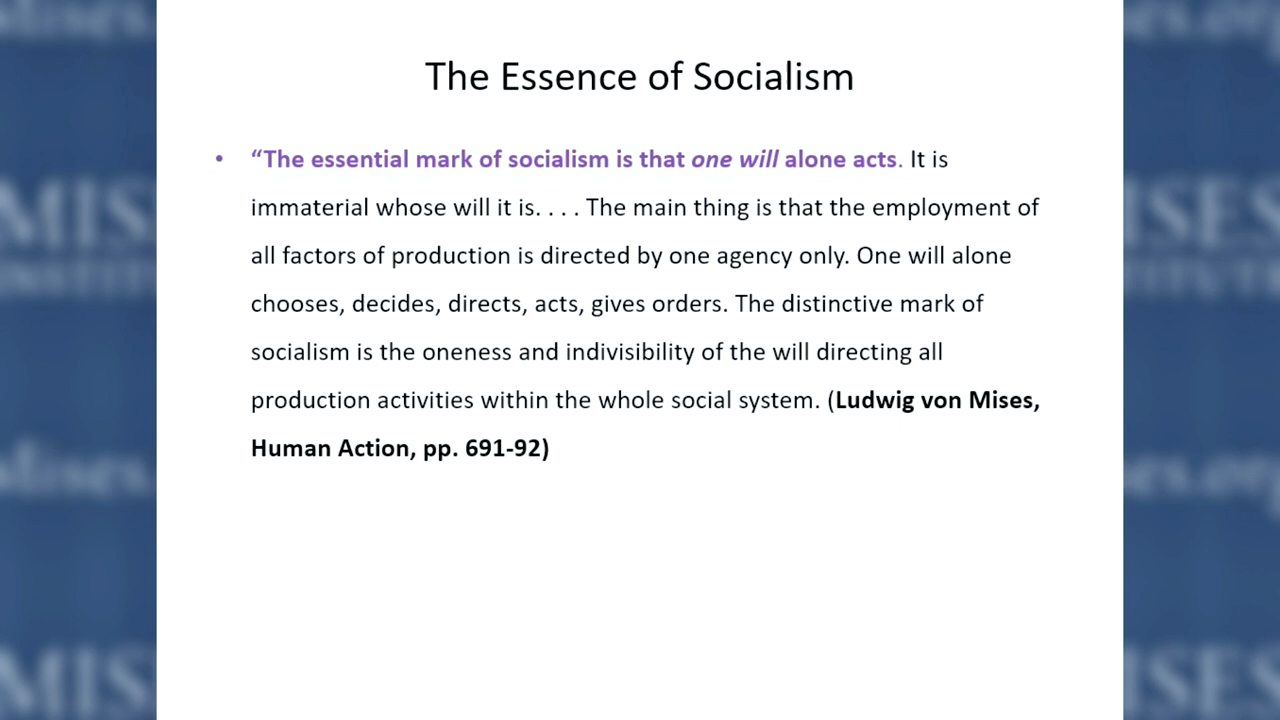 The Essence of Socialism
• “The essential mark of socialism is that one will alone acts. It is
immaterial whose will it is. . . . The main thing is that the employment of
all factors of production is directed by one agency only. One will alone
chooses, decides, directs, acts, gives orders. The distinctive mark of
socialism is the oneness and indivisibility of the will directing all
production activities within the whole social system. (Ludwig von Mises,
Human Action, pp. 691-92)